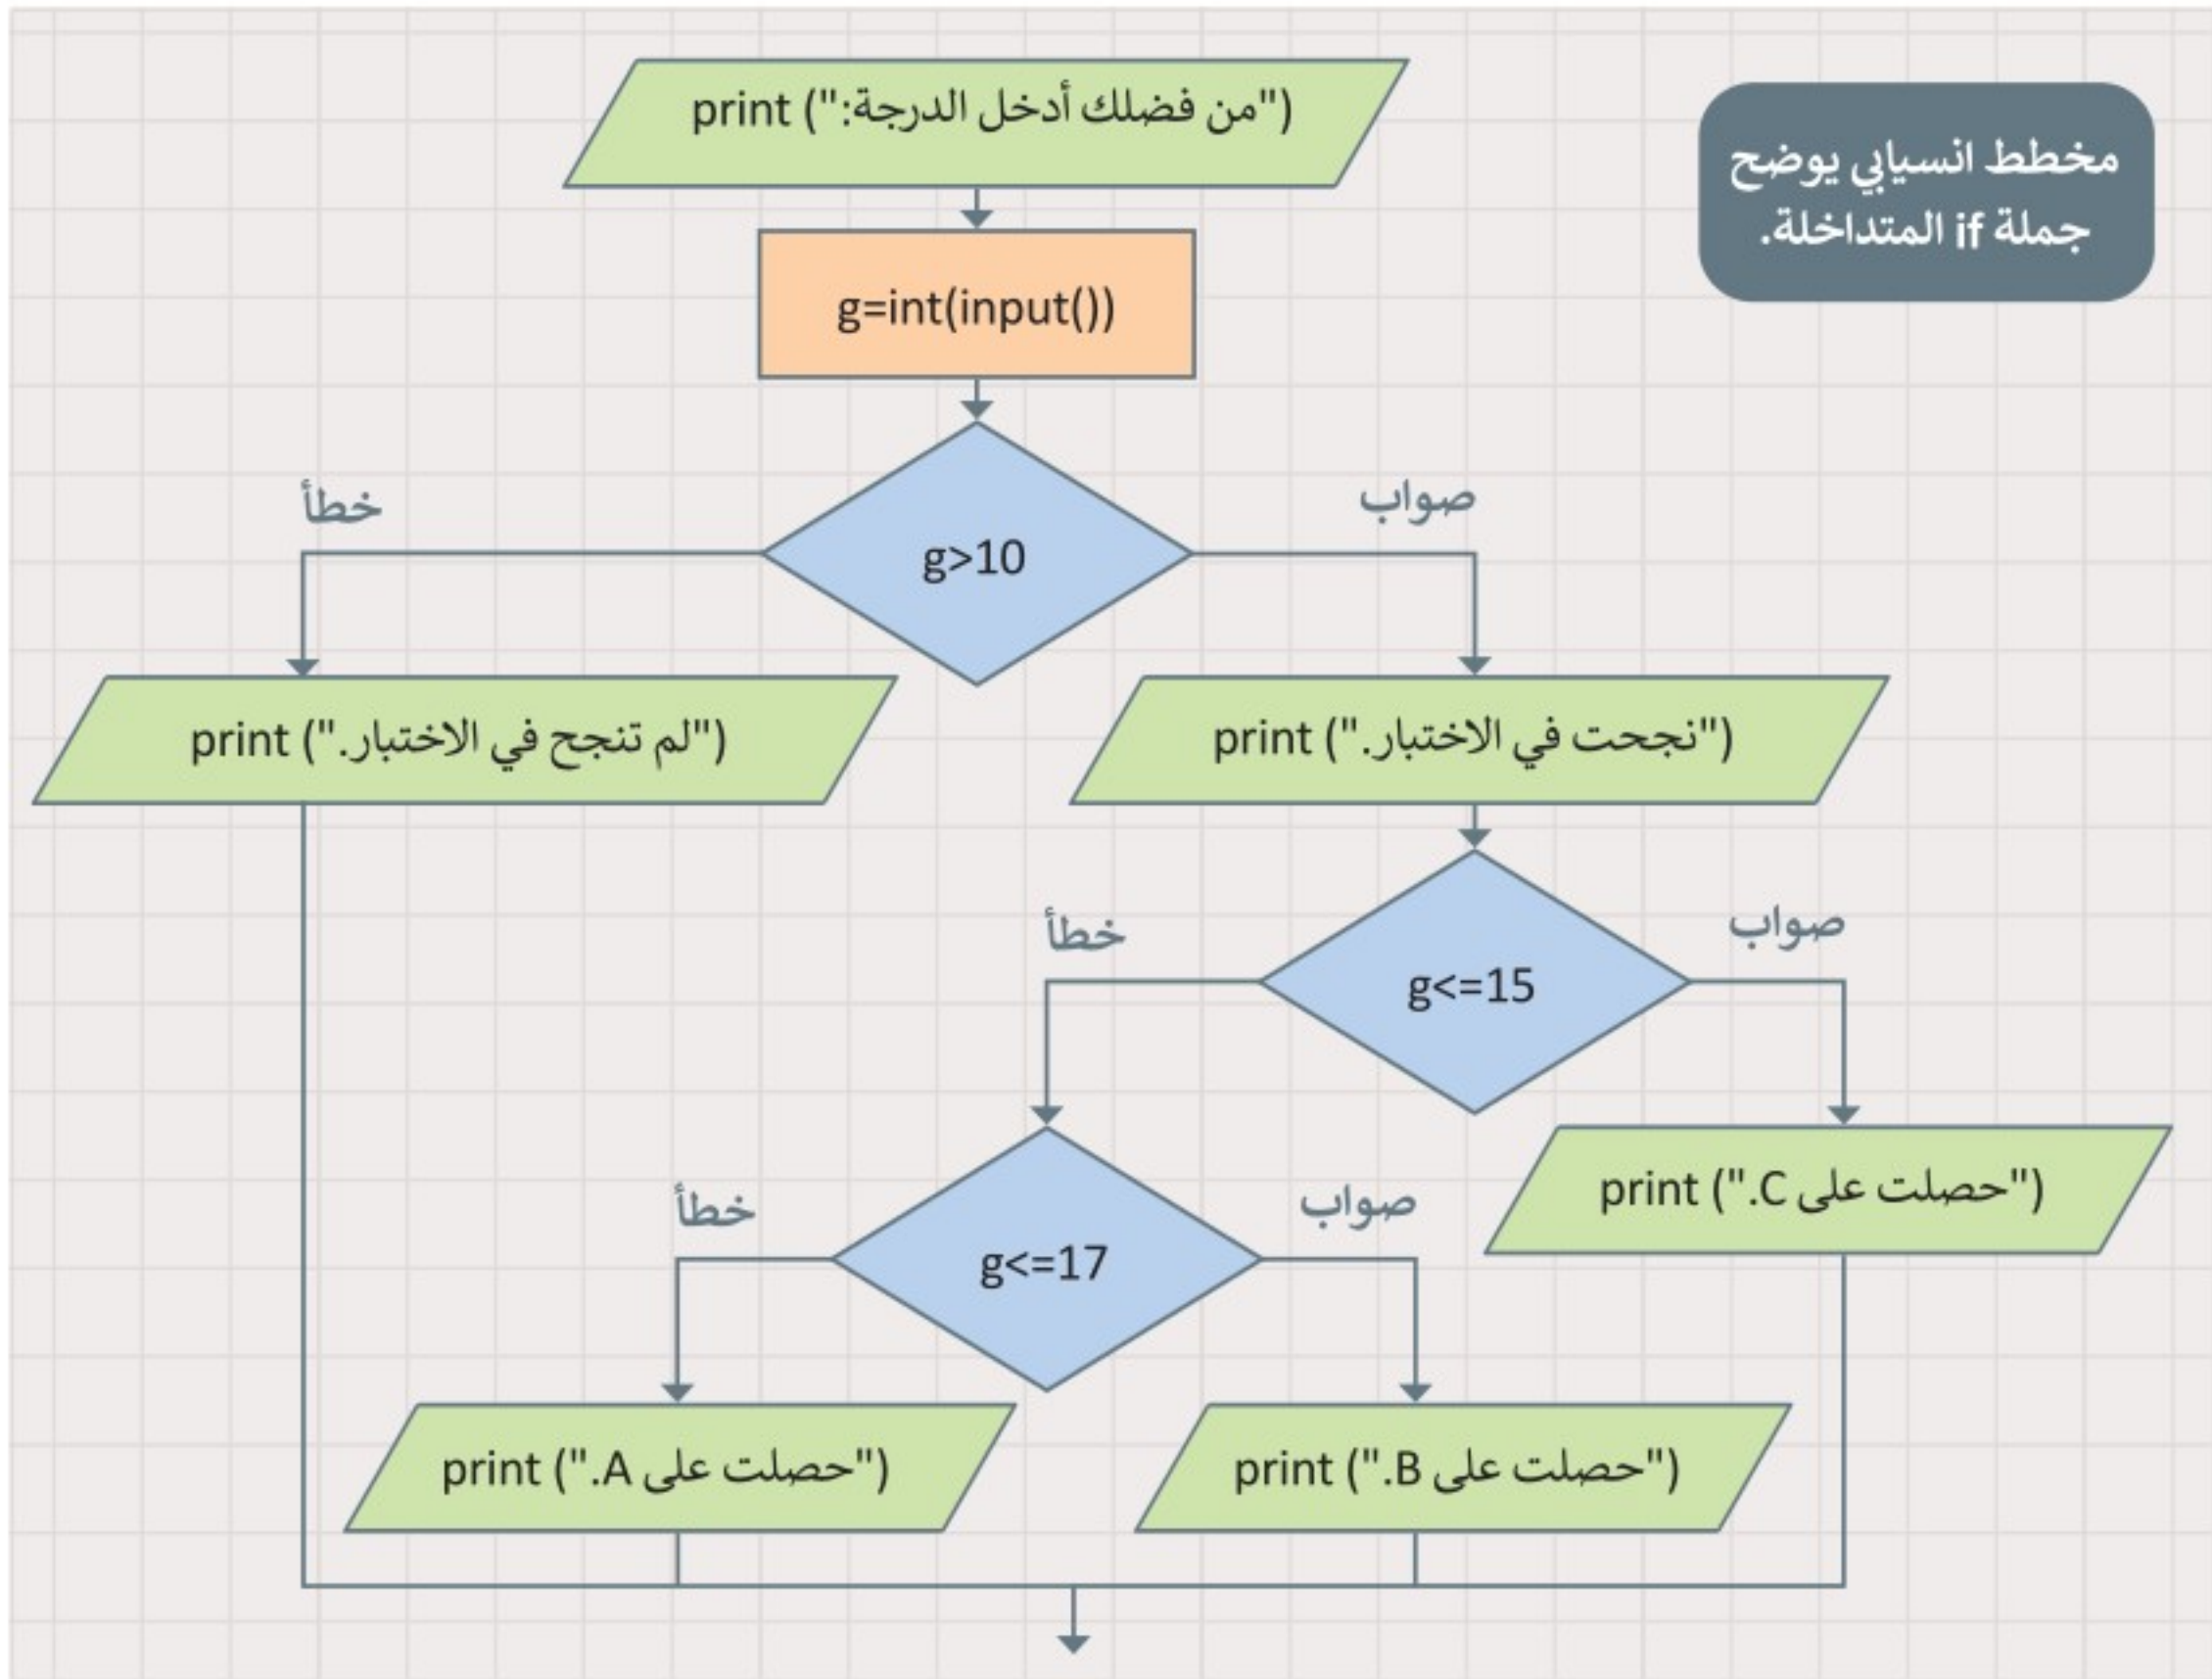 مخطط انسيابي يوضح
جملة if المتداخلة.
print ("من فضلك أدخل الدرجة:")
g=int(input())
g>10
صواب
خطأ
print ("نجحت في الاختبار.")
print ("لم تنجح في الاختبار.")
g<=15
صواب
خطأ
print ("حصلت على C.")
g<=17
صواب
خطأ
print ("حصلت على B.")
print ("حصلت على A.")